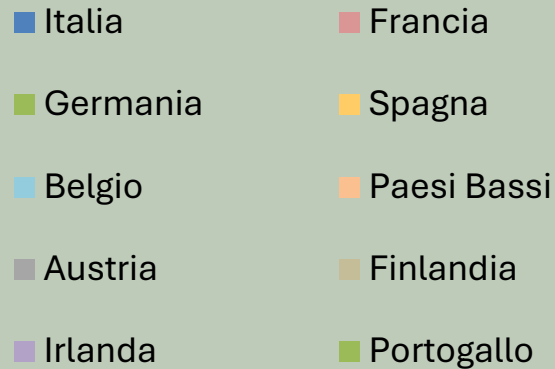 Italia
Francia
Germania
Spagna
Belgio
Paesi Bassi
Austria
Finlandia
Irlanda
Portogallo